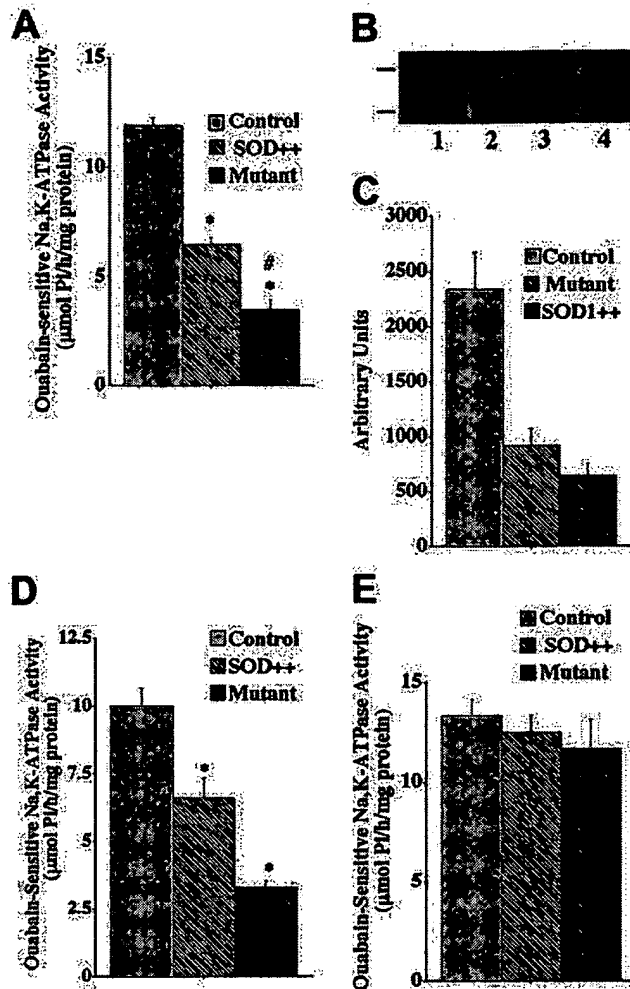 A
Ouabain-sensitive Na,K-ATPase Activity
(µmol Pi/h/mg protein)
15
10
5
0
Control
SOD++
Mutant
*
#
*
B
1 2 3 4
C
Arbitrary Units
3000
2500
2000
1500
1000
500
0
Control
Mutant
SOD1++
D
Ouabain-Sensitive Na,K-ATPase Activity
(µmol Pi/h/mg protein)
12.5
10
7.5
5
2.5
0
Control
SOD++
Mutant
*
*
E
Ouabain-Sensitive Na,K-ATPase Activity
(µmol Pi/h/mg protein)
15
10
5
0
Control
SOD++
Mutant